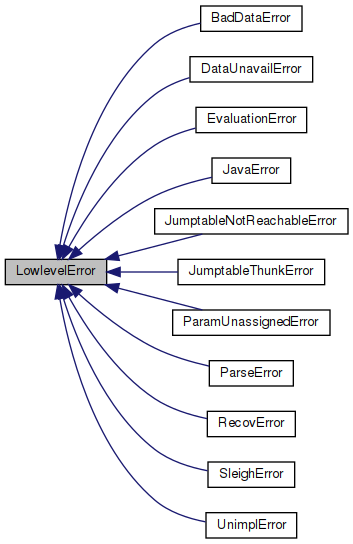 BadDataError
DataUnavailError
EvaluationError
JavaError
JumptableNotReachableError
LowlevelError
JumptableThunkError
ParamUnassignedError
ParseError
RecovError
SleighError
UnimplError